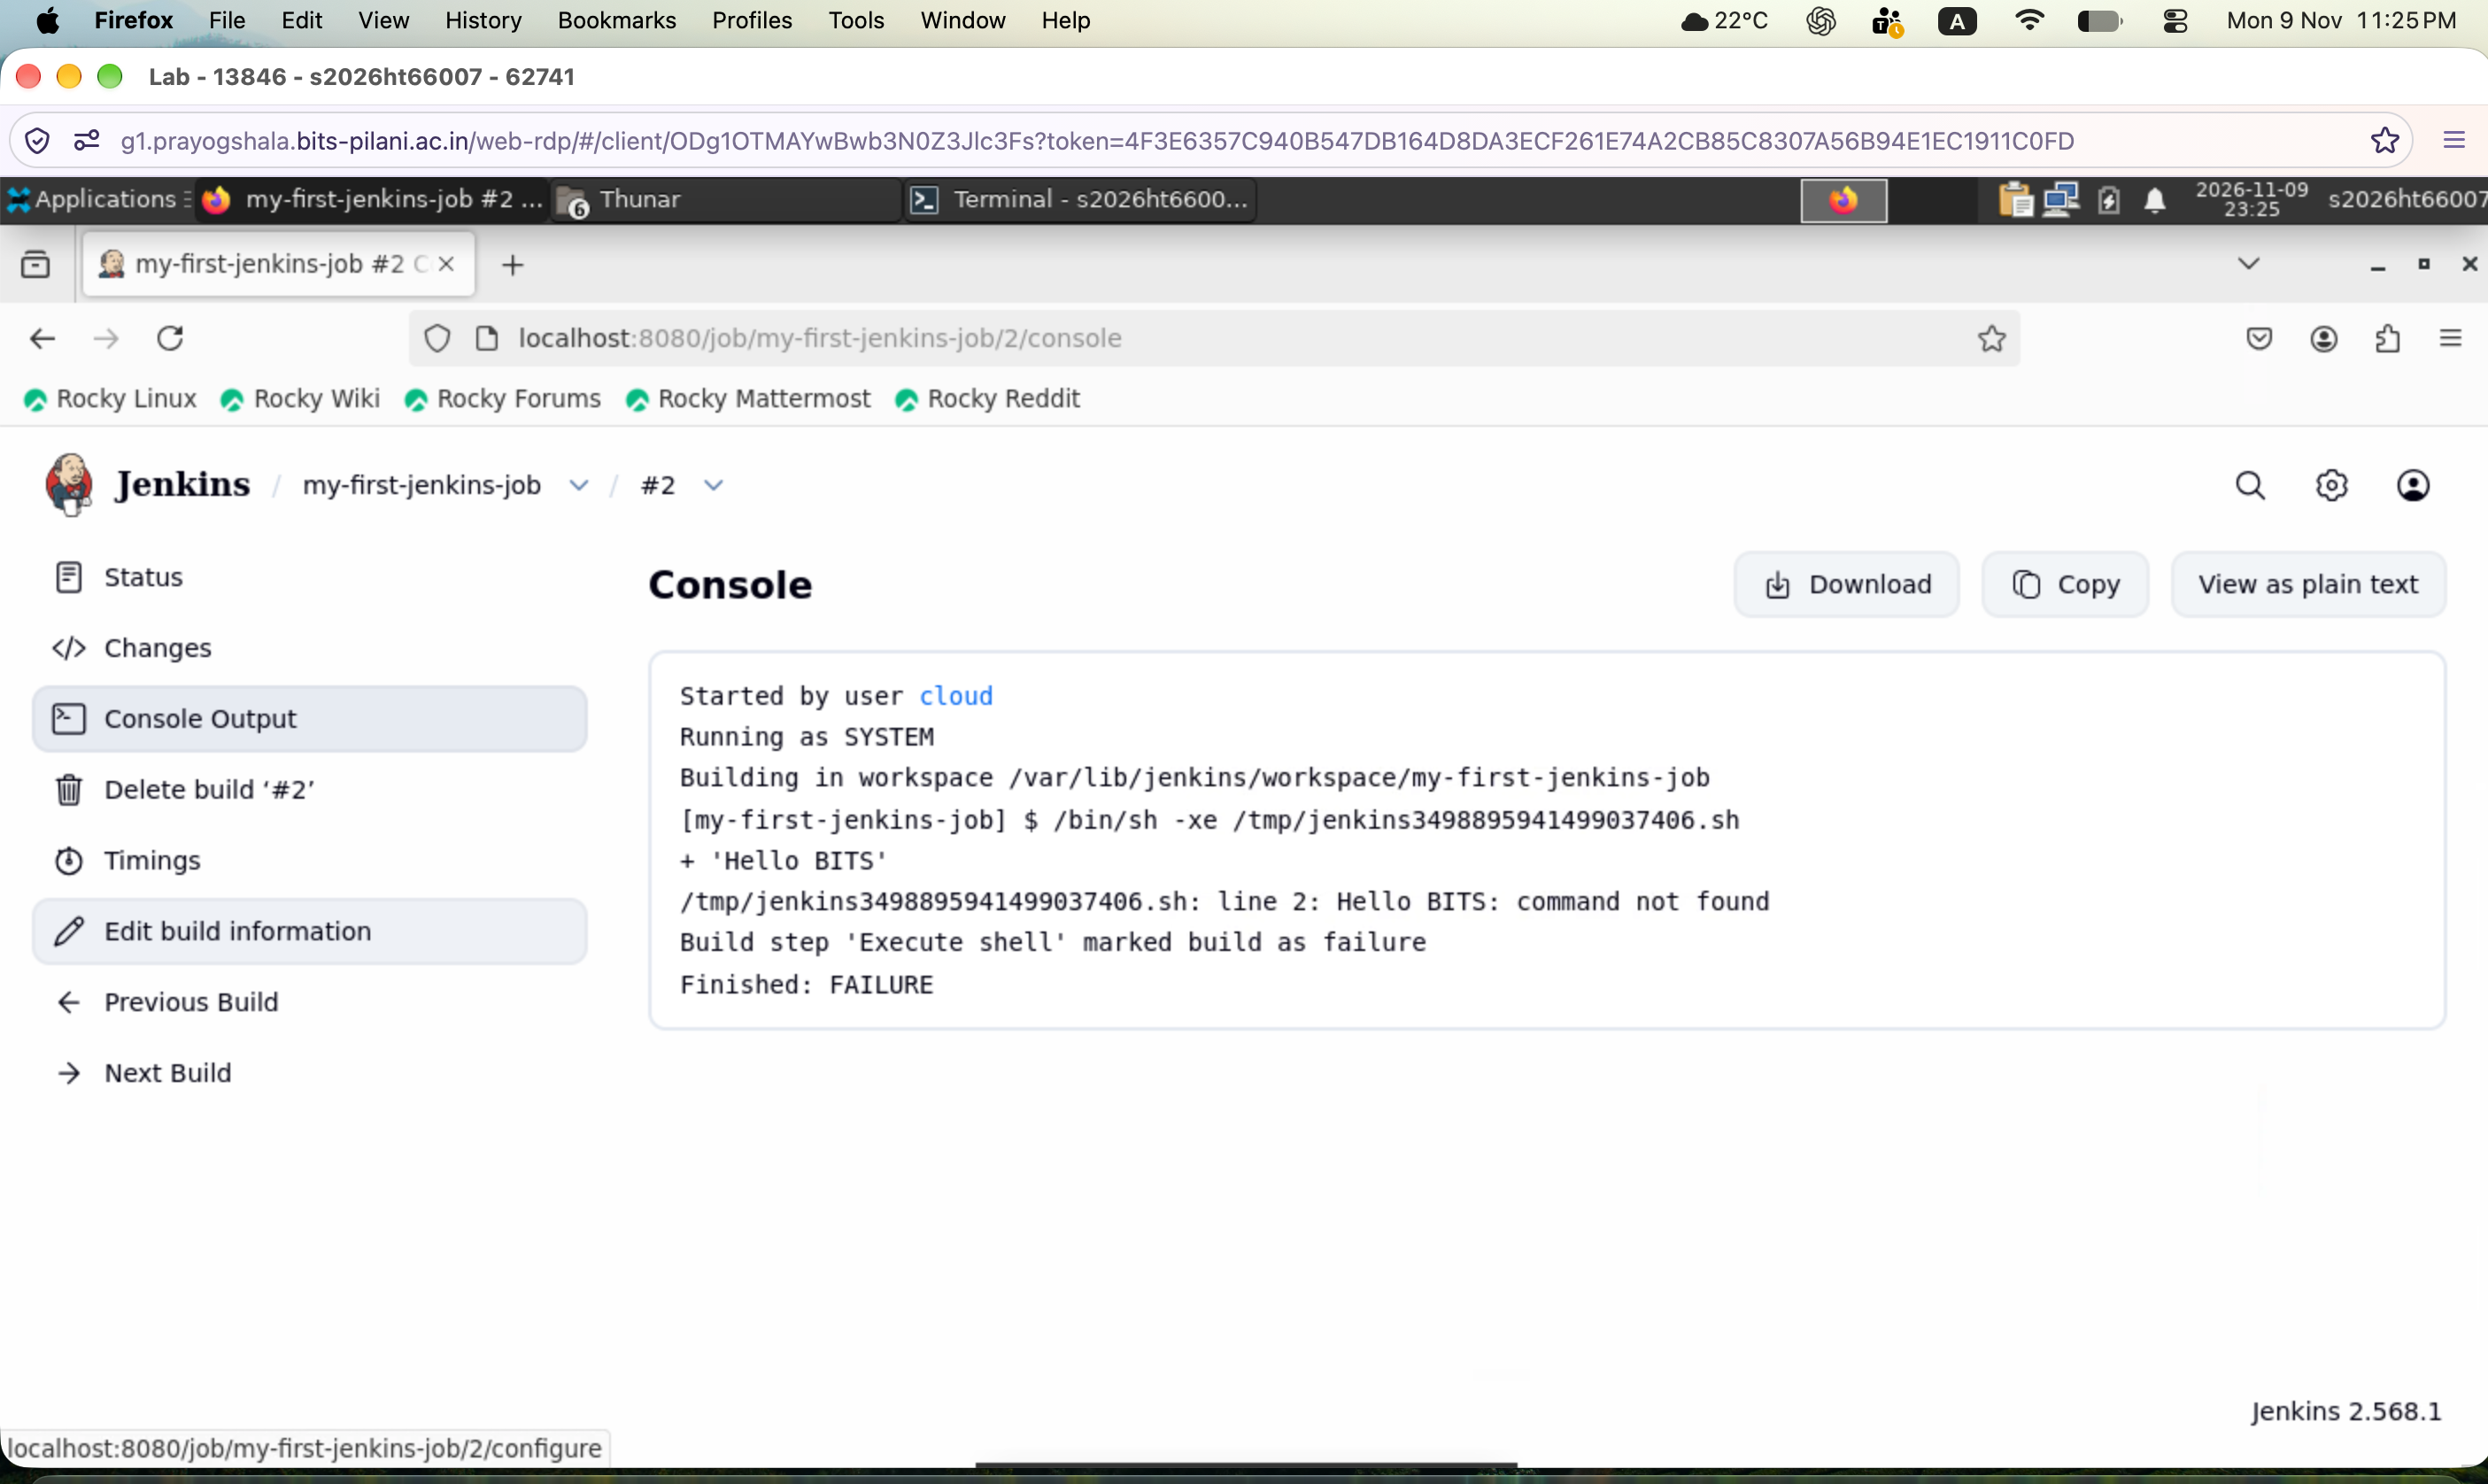 Firefox File Edit View History Bookmarks Profiles Tools Window Help 22°C A Mon 9 Nov 11:25 PM
Lab - 13846 - s2026ht66007 - 62741
g1.prayogshala.bits-pilani.ac.in/web-rdp/#/client/ODg1OTMAYwBwb3N0Z3Jlc3Fs?token=4F3E6357C940B547DB164D8DA3ECF261E74A2CB85C8307A56B94E1EC1911C0FD
Applications my-first-jenkins-job #2 ... 6 Thunar Terminal - s2026ht6600... 2026-11-09 23:25 s2026ht66007
my-first-jenkins-job #2 C
localhost:8080/job/my-first-jenkins-job/2/console
Rocky Linux Rocky Wiki Rocky Forums Rocky Mattermost Rocky Reddit
Jenkins / my-first-jenkins-job / #2
Status
Changes
Console Output
Delete build ‘#2’
Timings
Edit build information
Previous Build
Next Build
Console
Download Copy View as plain text
Started by user cloud
Running as SYSTEM
Building in workspace /var/lib/jenkins/workspace/my-first-jenkins-job
[my-first-jenkins-job] $ /bin/sh -xe /tmp/jenkins3498895941499037406.sh
+ 'Hello BITS'
/tmp/jenkins3498895941499037406.sh: line 2: Hello BITS: command not found
Build step 'Execute shell' marked build as failure
Finished: FAILURE
Jenkins 2.568.1
localhost:8080/job/my-first-jenkins-job/2/configure